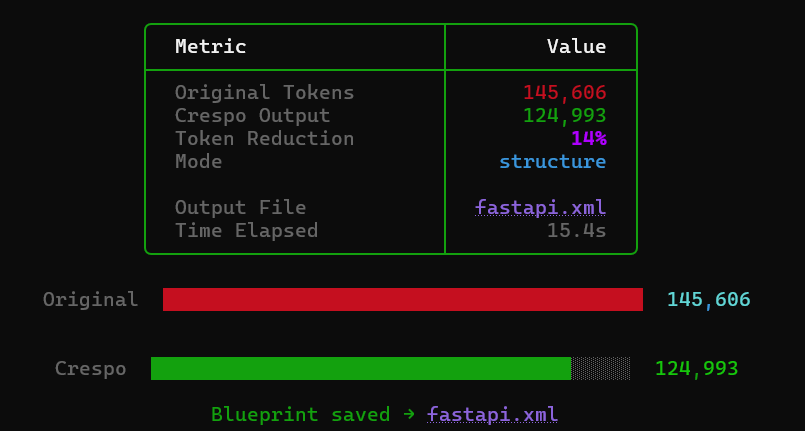 Metric Value
Original Tokens 145,606
Crespo Output 124,993
Token Reduction 14%
Mode structure
Output File fastapi.xml
Time Elapsed 15.4s
Original 145,606
Crespo 124,993
Blueprint saved → fastapi.xml